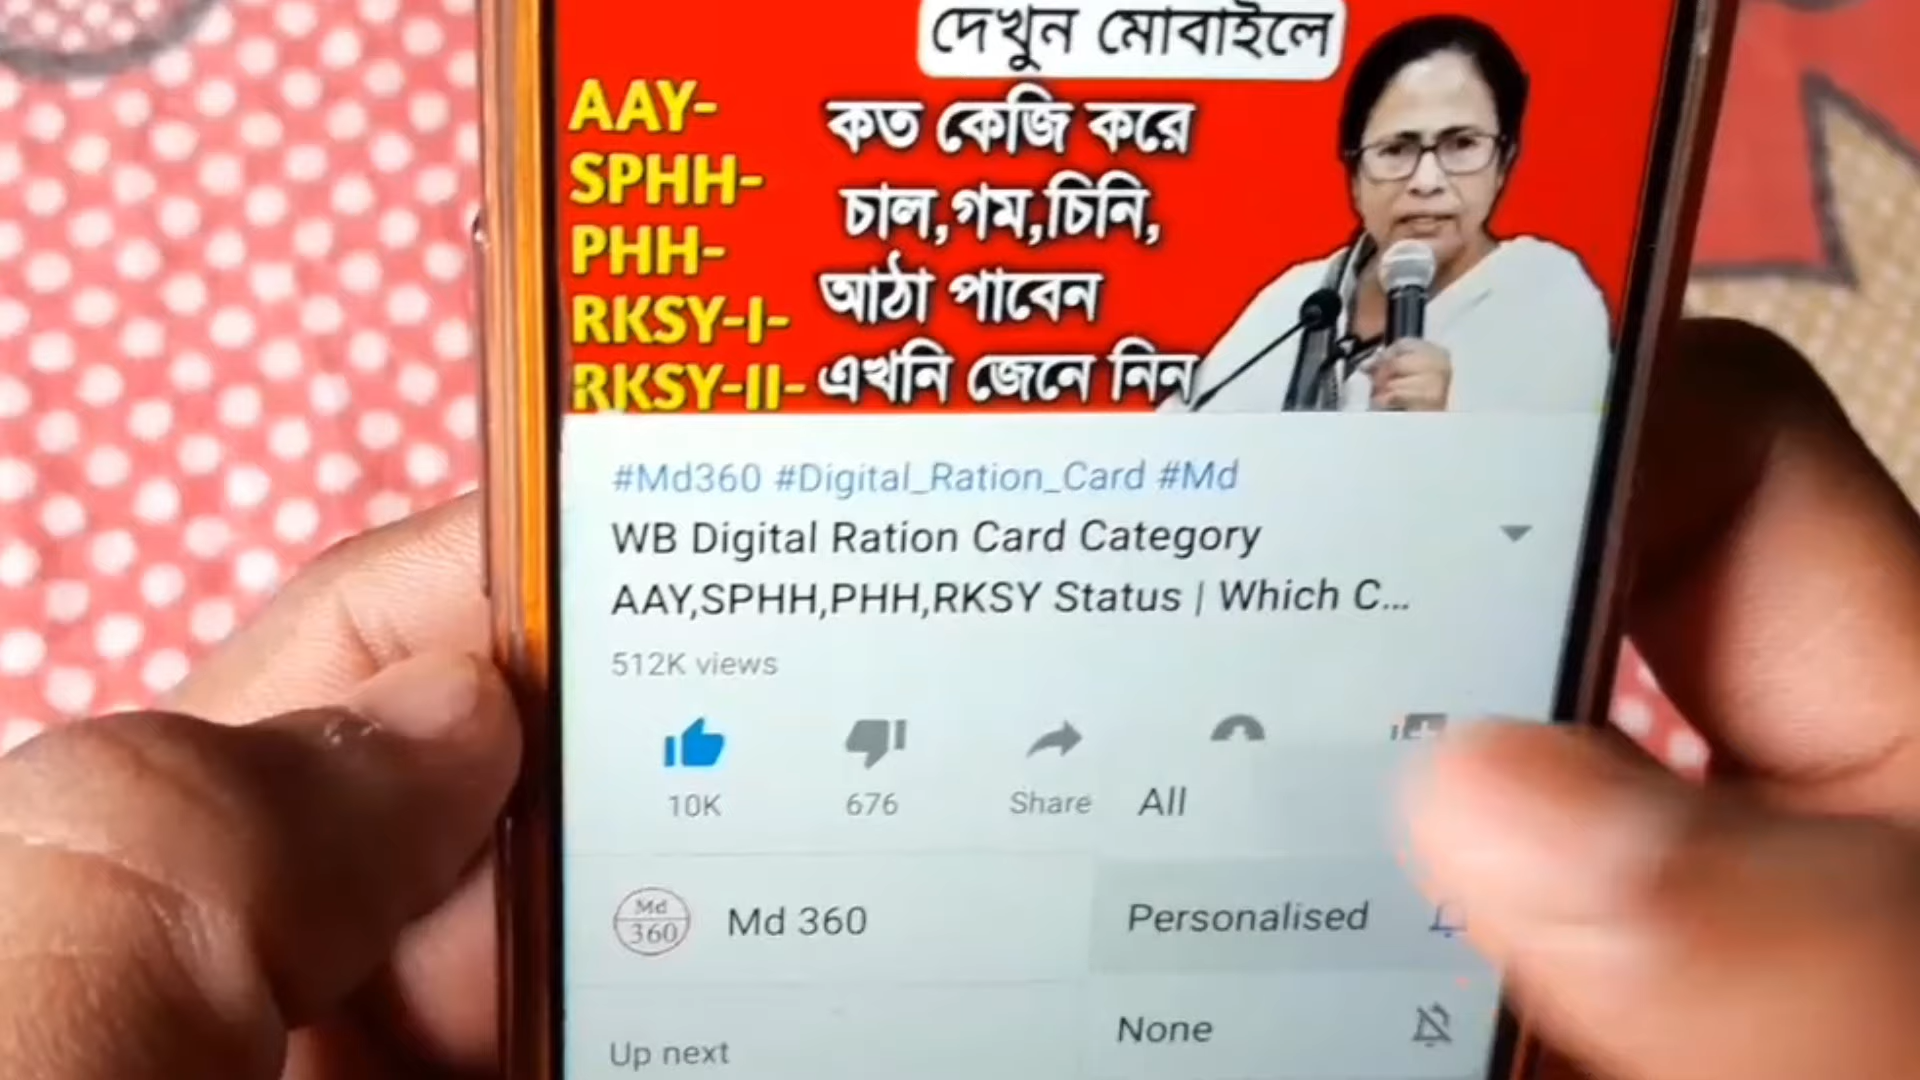 দেখুন মোবাইলে
AAY-
SPHH-
PHH-
RKSY-I-
RKSY-II-
কত কেজি করে
চাল,গম,চিনি,
আঠা পাবেন
এখনি জেনে নিন
#Md360 #Digital_Ration_Card #Md
WB Digital Ration Card Category
AAY,SPHH,PHH,RKSY Status | Which C...
512K views
10K
676
Share
All
Md 360
Md 360
Personalised
None
Up next